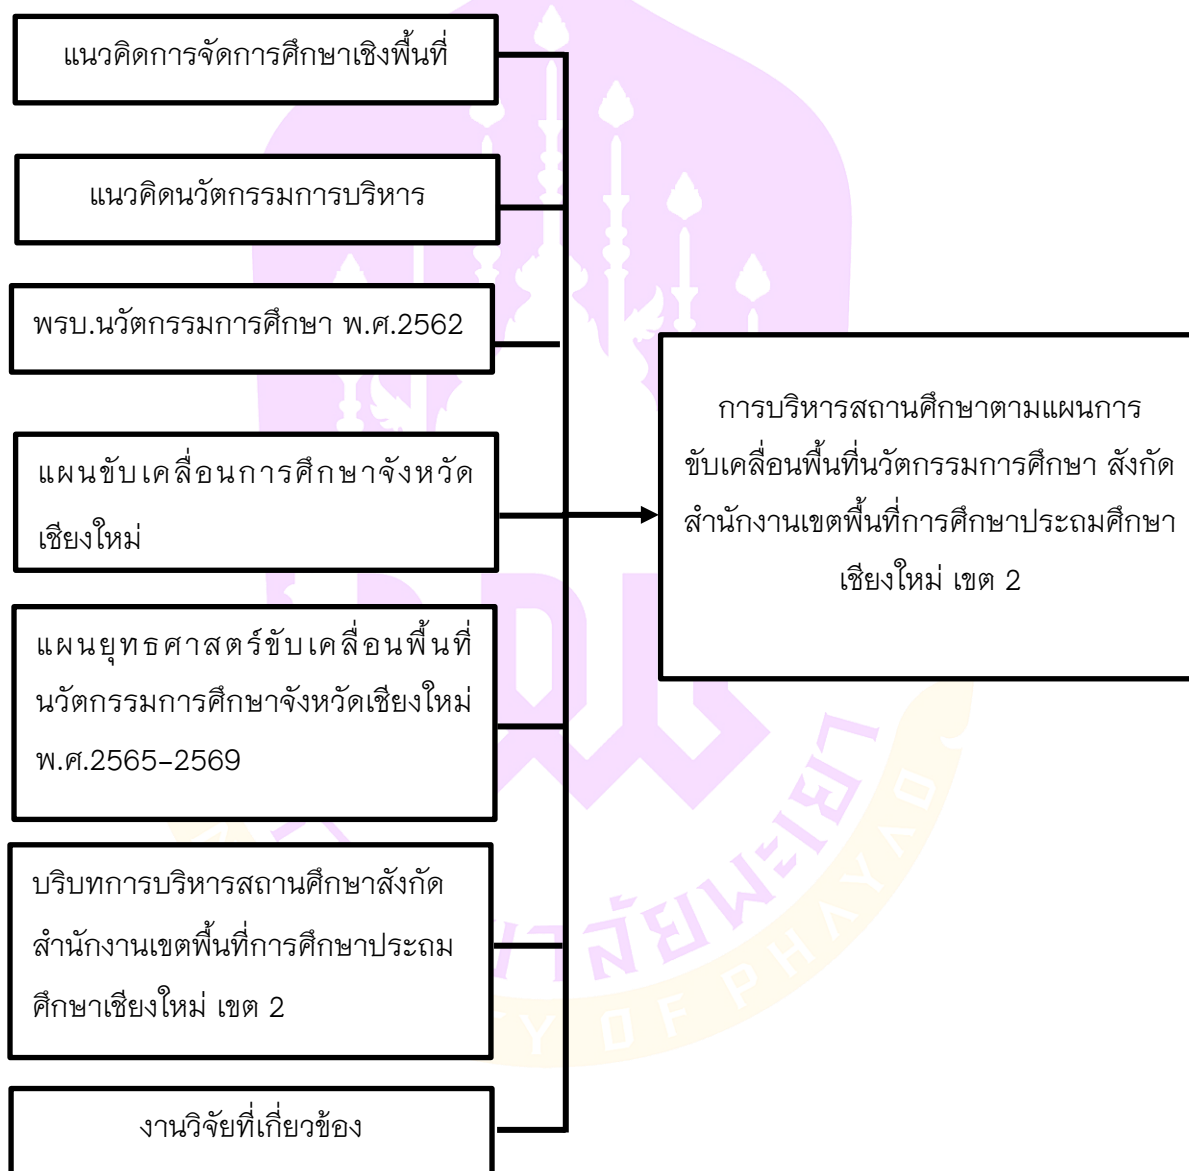 แนวคิดการจัดการศึกษาเชิงพื้นที่
แนวคิดนวัตกรรมการบริหาร
พรบ.นวัตกรรมการศึกษา พ.ศ.2562
แผนขับเคลื่อนการศึกษาจังหวัด
เชียงใหม่
แผนยุทธศาสตร์ขับเคลื่อนพื้นที่
นวัตกรรมการศึกษาจังหวัดเชียงใหม่
พ.ศ.2565-2569
บริบทการบริหารสถานศึกษาสังกัด
สำนักงานเขตพื้นที่การศึกษาประถม
ศึกษาเชียงใหม่ เขต 2
งานวิจัยที่เกี่ยวข้อง
การบริหารสถานศึกษาตามแผนการ
ขับเคลื่อนพื้นที่นวัตกรรมการศึกษา สังกัด
สำนักงานเขตพื้นที่การศึกษาประถมศึกษา
เชียงใหม่ เขต 2
OF PHAYAO